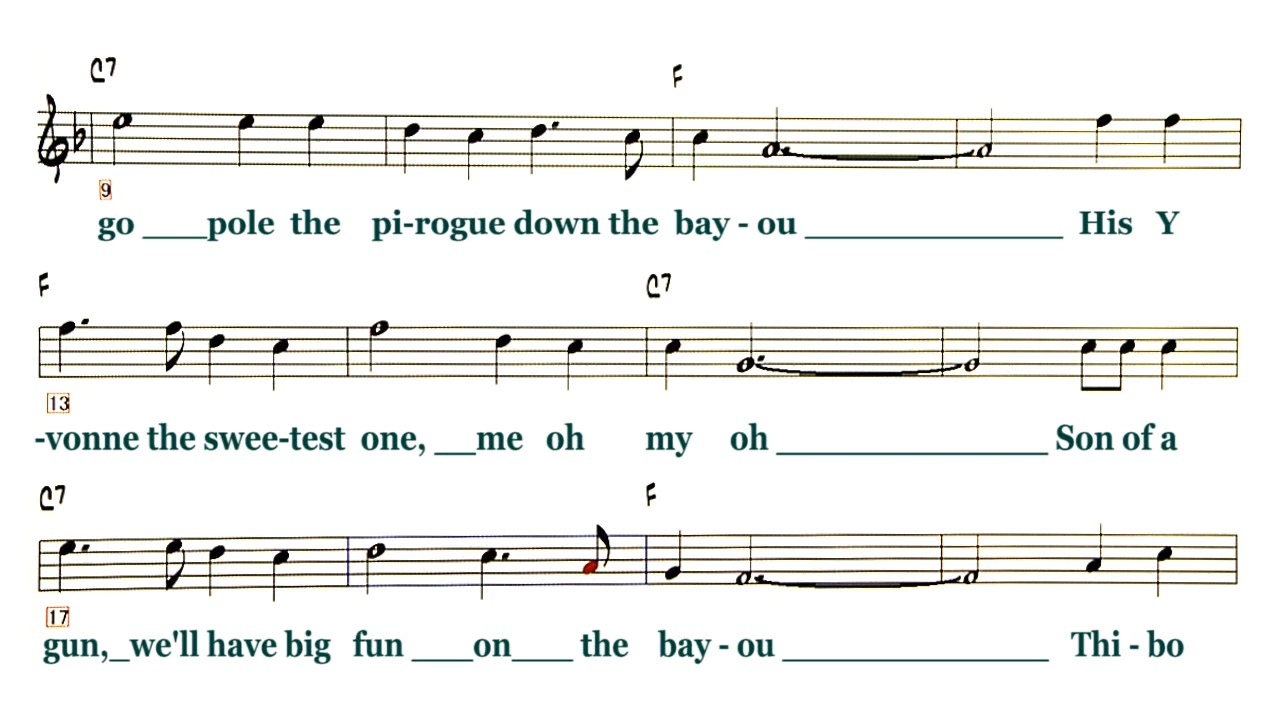 C7 F
9
go ___pole the pi-rogue down the bay - ou ____________ His Y
F C7
13
-vonne the swee-test one, __me oh my oh _____________ Son of a
C7 F
17
gun,_we'll have big fun ___on___ the bay - ou _____________ Thi - bo